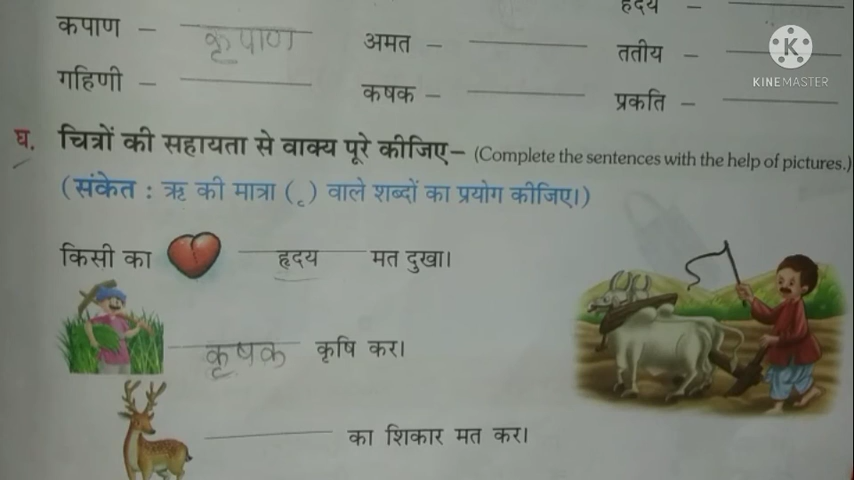 हृदय –
कपाण – कृपाण
अमत –
ततीय –
गहिणी –
कषक –
प्रकति –
KINEMASTER
घ. चित्रों की सहायता से वाक्य पूरे कीजिए– (Complete the sentences with the help of pictures.)
(संकेत : ऋ की मात्रा ( ृ ) वाले शब्दों का प्रयोग कीजिए।)
किसी का हृदय मत दुखा।
कृषक कृषि कर।
का शिकार मत कर।